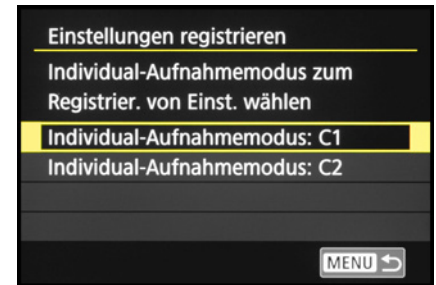 Einstellungen registrieren
Individual-Aufnahmemodus zum
Registrier. von Einst. wählen
Individual-Aufnahmemodus: C1
Individual-Aufnahmemodus: C2
MENU